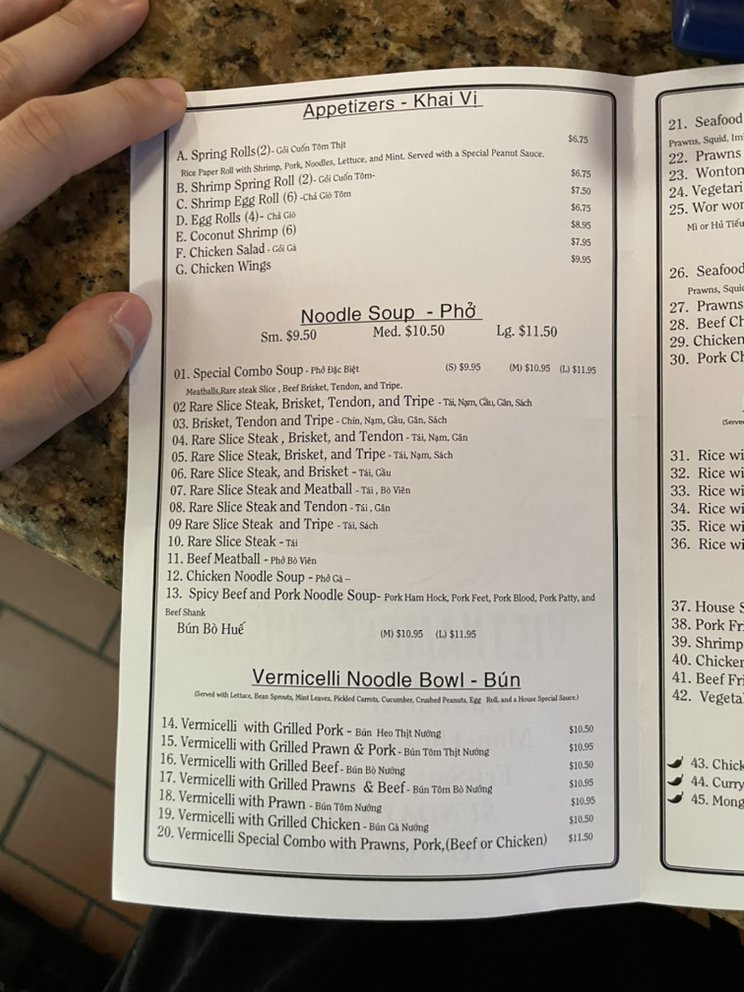 Appetizers - Khai Vị
A. Spring Rolls(2)- Gỏi Cuốn Tôm Thịt $6.75
Rice Paper Roll with Shrimp, Pork, Noodles, Lettuce, and Mint. Served with a Special Peanut Sauce.
B. Shrimp Spring Roll (2)- Gỏi Cuốn Tôm- $6.75
C. Shrimp Egg Roll (6) -Chả Giò Tôm $7.50
D. Egg Rolls (4)- Chả Giò $6.75
E. Coconut Shrimp (6) $8.95
F. Chicken Salad - Gỏi Gà $7.95
G. Chicken Wings $9.95
Noodle Soup - Phở
Sm. $9.50 Med. $10.50 Lg. $11.50
01. Special Combo Soup - Phở Đặc Biệt (S) $9.95 (M) $10.95 (L) $11.95
Meatballs,Rare steak Slice , Beef Brisket, Tendon, and Tripe.
02 Rare Slice Steak, Brisket, Tendon, and Tripe - Tái, Nạm, Gầu, Gân, Sách
03. Brisket, Tendon and Tripe - Chín, Nạm, Gầu, Gân, Sách
04. Rare Slice Steak , Brisket, and Tendon - Tái, Nạm, Gân
05. Rare Slice Steak, Brisket, and Tripe - Tái, Nạm, Sách
06. Rare Slice Steak, and Brisket - Tái, Gầu
07. Rare Slice Steak and Meatball - Tái , Bò Viên
08. Rare Slice Steak and Tendon - Tái , Gân
09 Rare Slice Steak and Tripe - Tái, Sách
10. Rare Slice Steak - Tái
11. Beef Meatball - Phở Bò Viên
12. Chicken Noodle Soup - Phở Gà –
13. Spicy Beef and Pork Noodle Soup- Pork Ham Hock, Pork Feet, Pork Blood, Pork Patty, and
Beef Shank
Bún Bò Huế (M) $10.95 (L) $11.95
Vermicelli Noodle Bowl - Bún
(Served with Lettuce, Bean Sprouts, Mint Leaves, Pickled Carrots, Cucumber, Crushed Peanuts, Egg Roll, and a House Special Sauce.)
14. Vermicelli with Grilled Pork - Bún Heo Thịt Nướng $10.50
15. Vermicelli with Grilled Prawn & Pork - Bún Tôm Thịt Nướng $10.95
16. Vermicelli with Grilled Beef - Bún Bò Nướng $10.50
17. Vermicelli with Grilled Prawns & Beef - Bún Tôm Bò Nướng $10.95
18. Vermicelli with Prawn - Bún Tôm Nướng $10.95
19. Vermicelli with Grilled Chicken - Bún Gà Nướng $10.50
20. Vermicelli Special Combo with Prawns, Pork,(Beef or Chicken) $11.50
21. Seafood
Prawns, Squid,
22. Prawns
23. Wonton
24.
25. Wor
Mì or Hủ Tiếu
26. Seafood
Prawns,
27. Prawns
28. Beef
29. Chicken
30. Pork
31. Rice
32. Rice
33. Rice
34. Rice
35. Rice
36. Rice
37. House
38. Pork
39. Shrimp
40. Chicken
41. Beef
42.
43.
44. Curry
45.